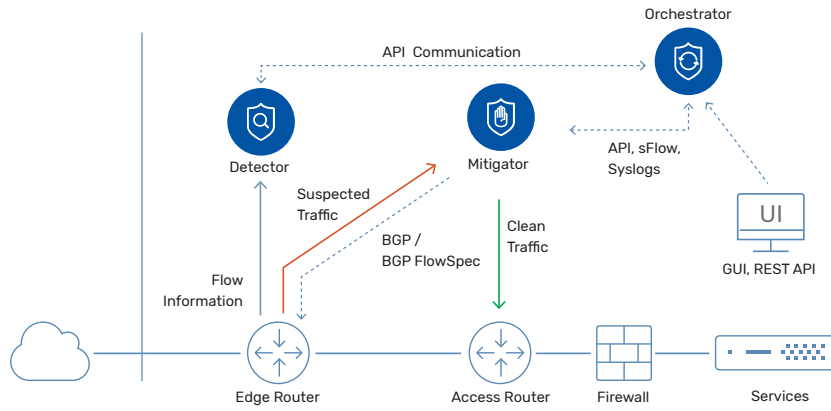 Orchestrator
API Communication
Detector
Mitigator
API, sFlow,
Syslogs
Suspected
Traffic
Clean
Traffic
BGP /
BGP FlowSpec
UI
GUI, REST API
Flow
Information
Edge Router
Access Router
Firewall
Services